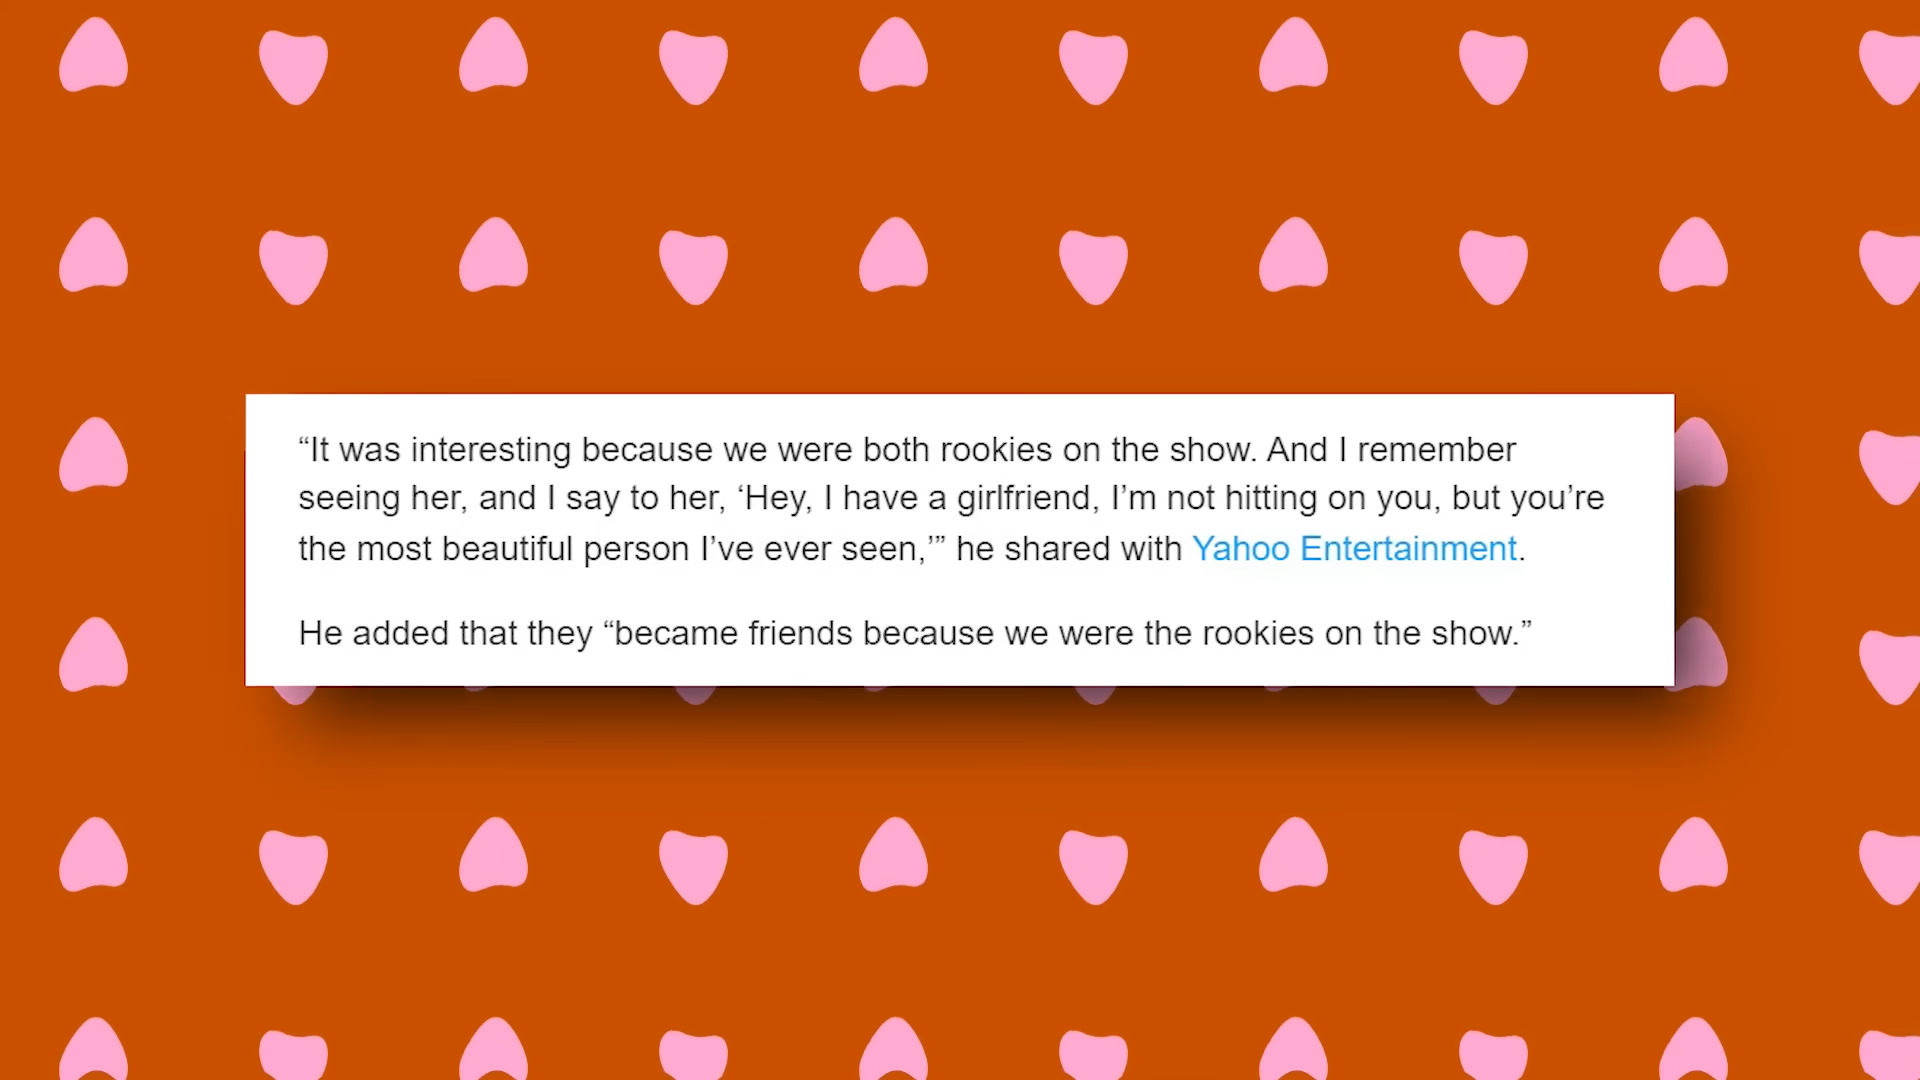 “It was interesting because we were both rookies on the show. And I remember
seeing her, and I say to her, ‘Hey, I have a girlfriend, I’m not hitting on you, but you’re
the most beautiful person I’ve ever seen,’” he shared with Yahoo Entertainment.
He added that they “became friends because we were the rookies on the show.”